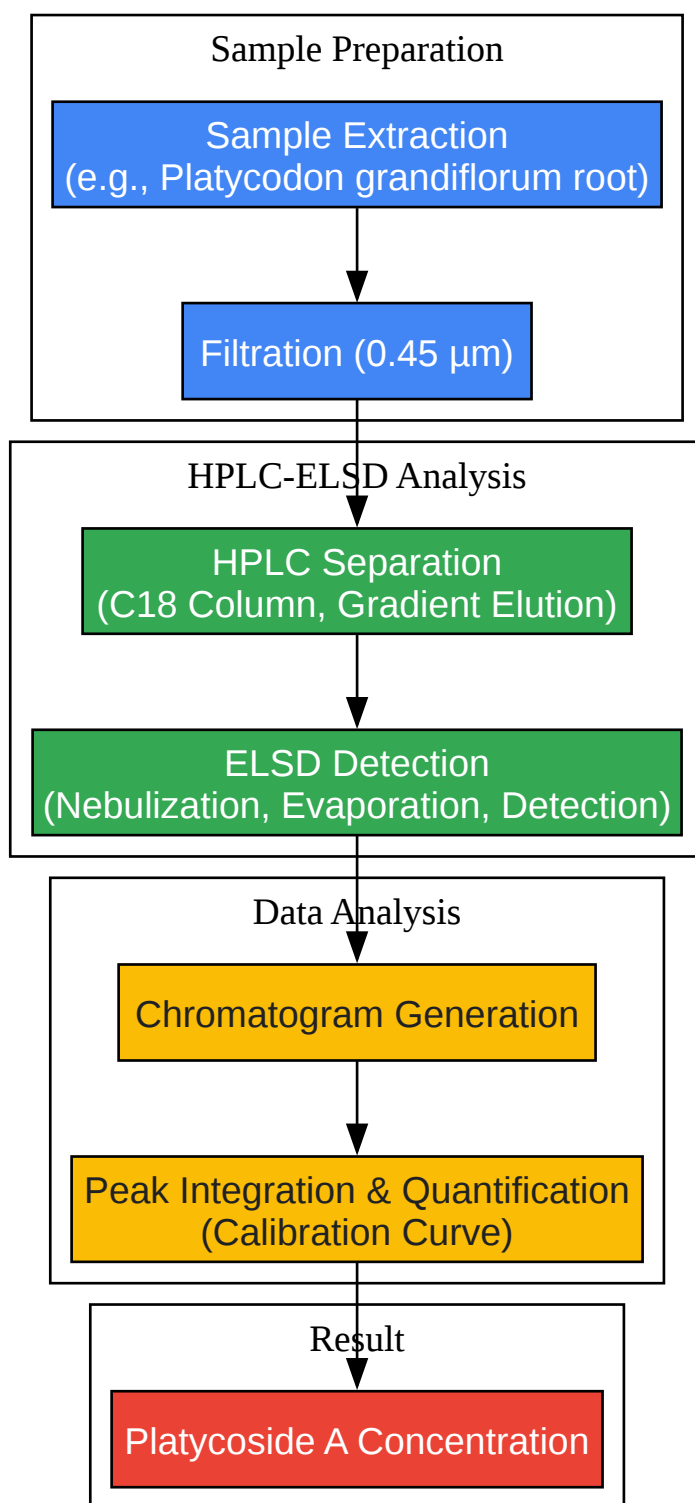 Sample Preparation
Sample Extraction
(e.g., Platycodon grandiflorum root)
Filtration (0.45 µm)
HPLC-ELSD Analysis
HPLC Separation
(C18 Column, Gradient Elution)
ELSD Detection
(Nebulization, Evaporation, Detection)
Data Analysis
Chromatogram Generation
Peak Integration & Quantification
(Calibration Curve)
Result
Platycoside A Concentration